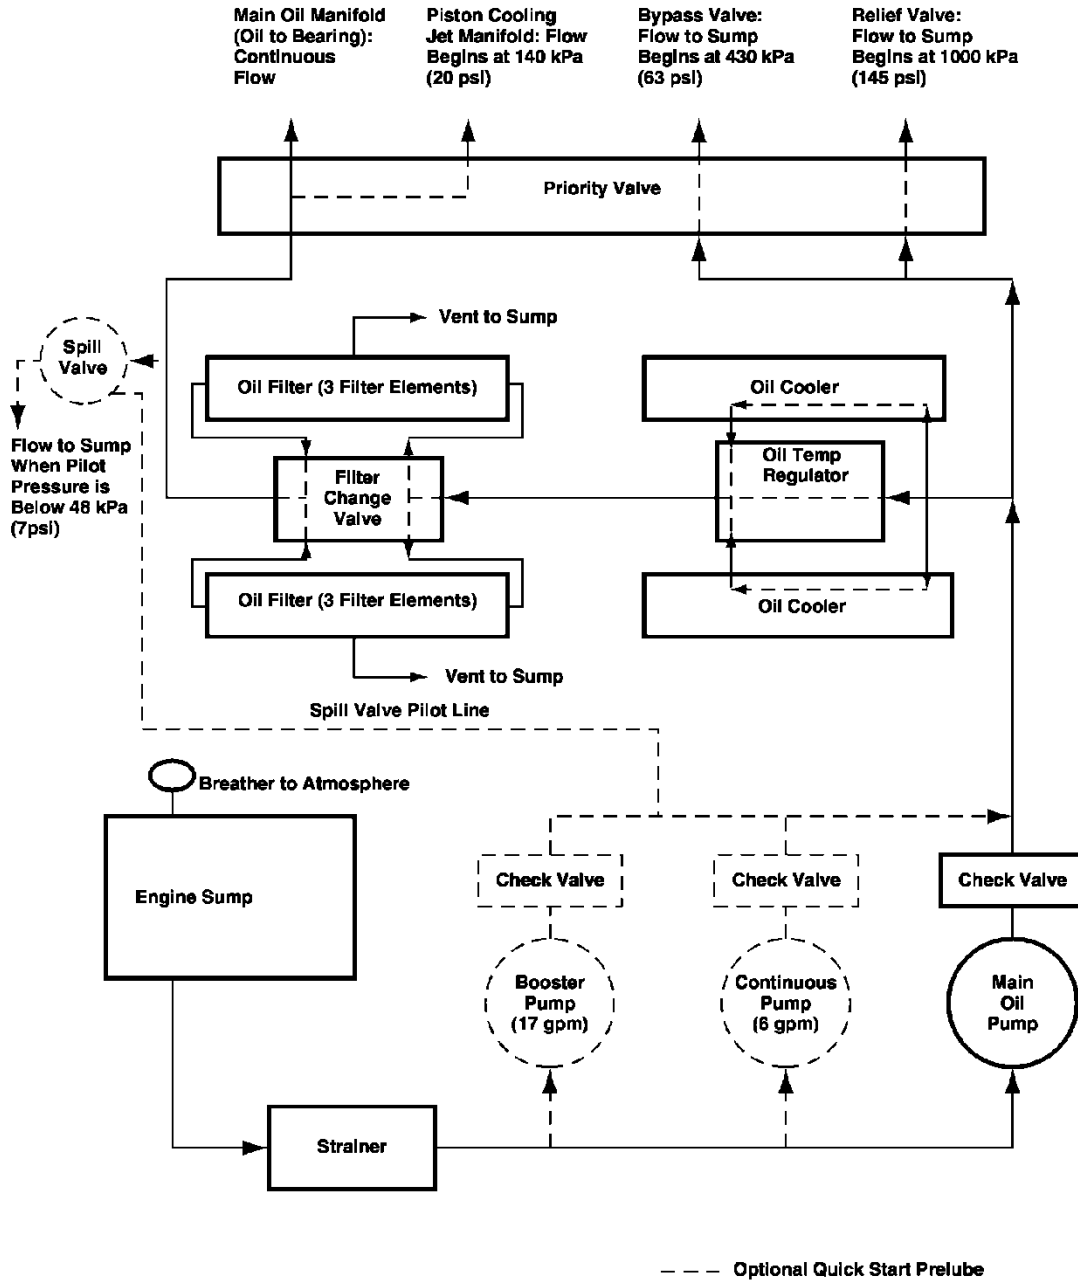 Main Oil Manifold
(Oil to Bearing):
Continuous
Flow
Piston Cooling
Jet Manifold: Flow
Begins at 140 kPa
(20 psi)
Bypass Valve:
Flow to Sump
Begins at 430 kPa
(63 psi)
Relief Valve:
Flow to Sump
Begins at 1000 kPa
(145 psi)
Priority Valve
Vent to Sump
Spill
Valve
Oil Filter (3 Filter Elements)
Oil Cooler
Flow to Sump
When Pilot
Pressure is
Below 48 kPa
(7psi)
Filter
Change
Valve
Oil Temp
Regulator
Oil Filter (3 Filter Elements)
Oil Cooler
Vent to Sump
Spill Valve Pilot Line
Breather to Atmosphere
Engine Sump
Check Valve
Check Valve
Check Valve
Booster
Pump
(17 gpm)
Continuous
Pump
(6 gpm)
Main
Oil
Pump
Strainer
Optional Quick Start Prelube